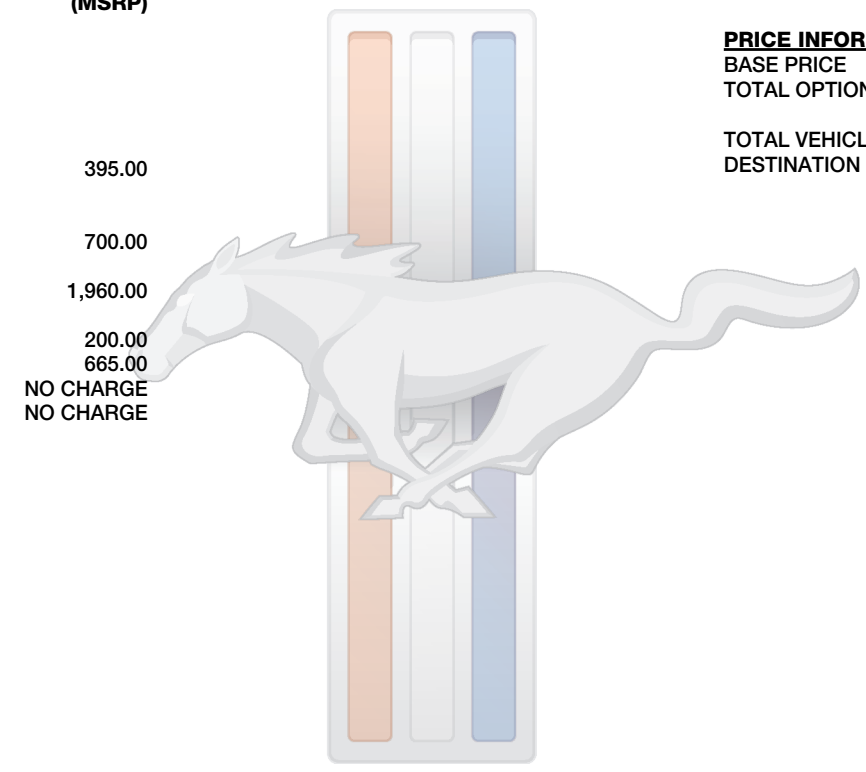 (MSRP)
395.00
700.00
1,960.00
200.00
665.00
NO CHARGE
NO CHARGE
PRICE INFOR
BASE PRICE
TOTAL OPTION
TOTAL VEHICL
DESTINATION